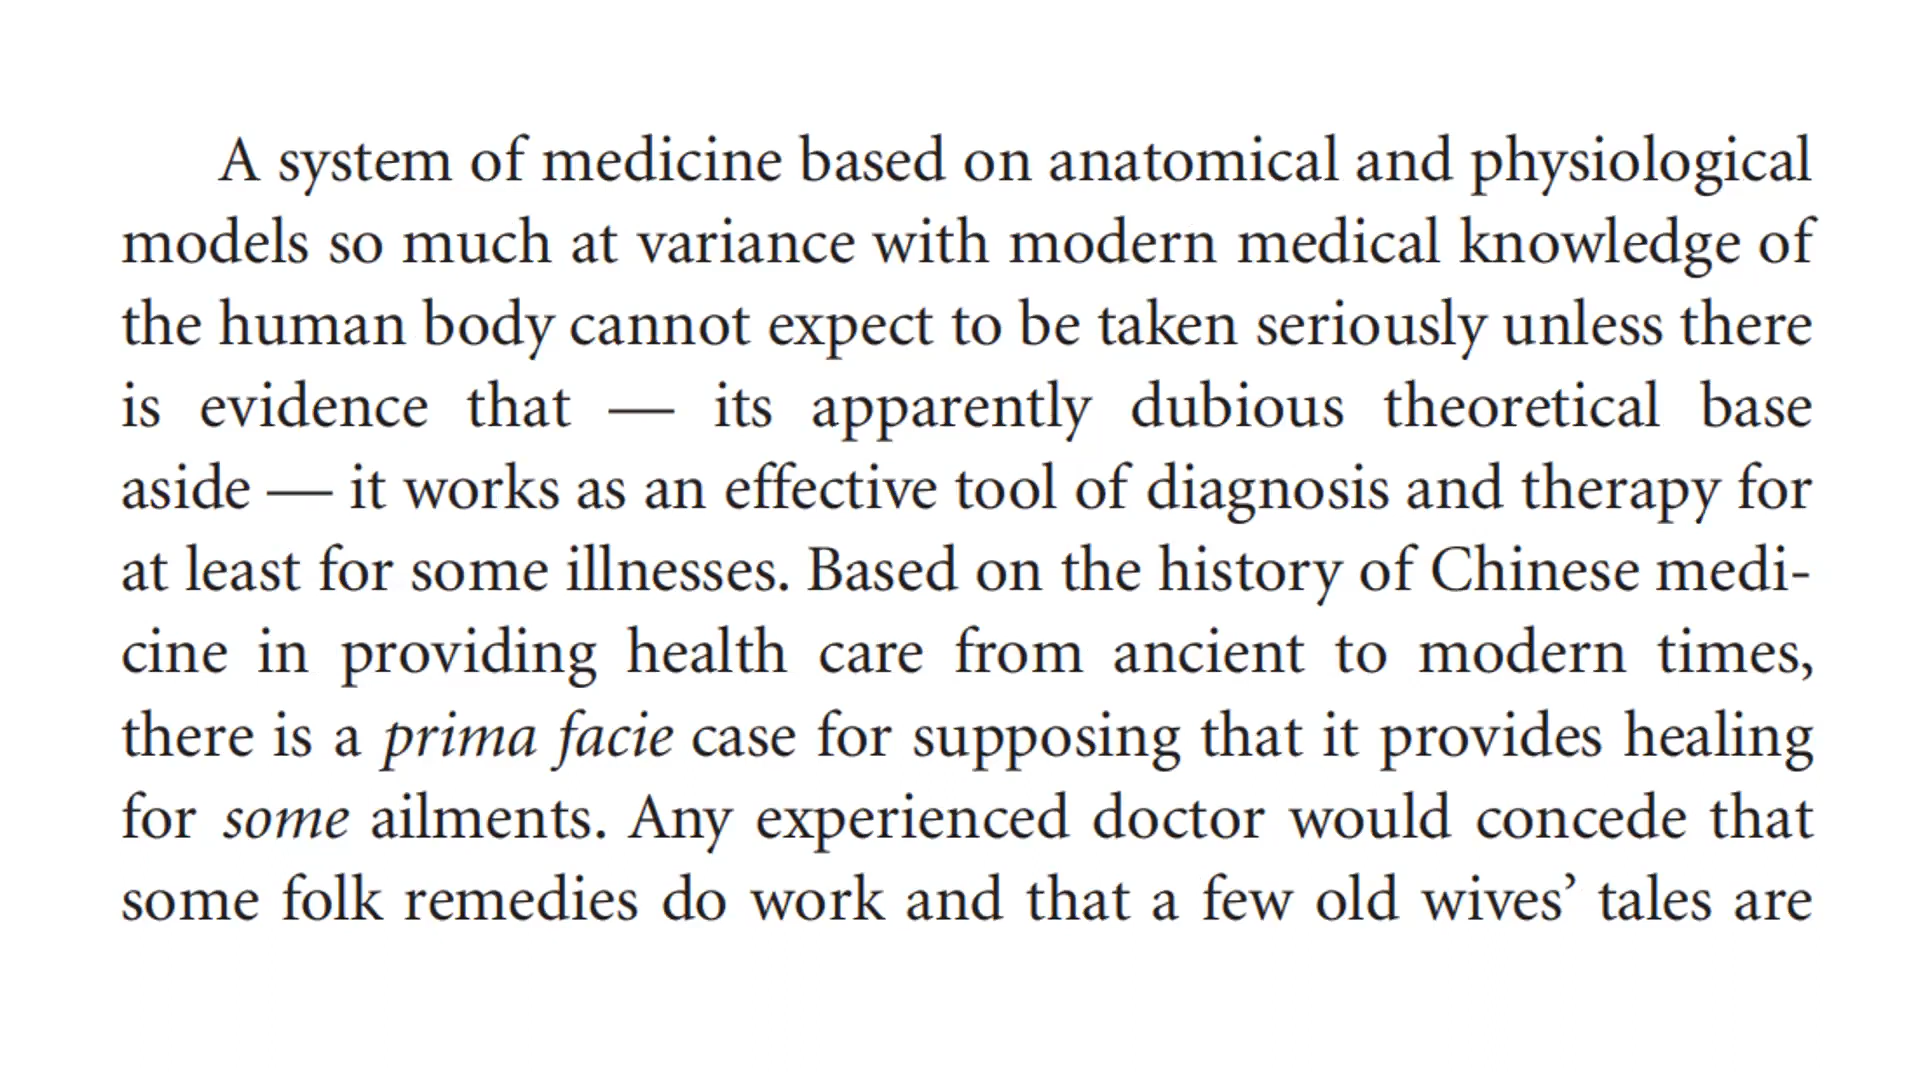 A system of medicine based on anatomical and physiological
models so much at variance with modern medical knowledge of
the human body cannot expect to be taken seriously unless there
is evidence that — its apparently dubious theoretical base
aside — it works as an effective tool of diagnosis and therapy for
at least for some illnesses. Based on the history of Chinese medi-
cine in providing health care from ancient to modern times,
there is a prima facie case for supposing that it provides healing
for some ailments. Any experienced doctor would concede that
some folk remedies do work and that a few old wives’ tales are